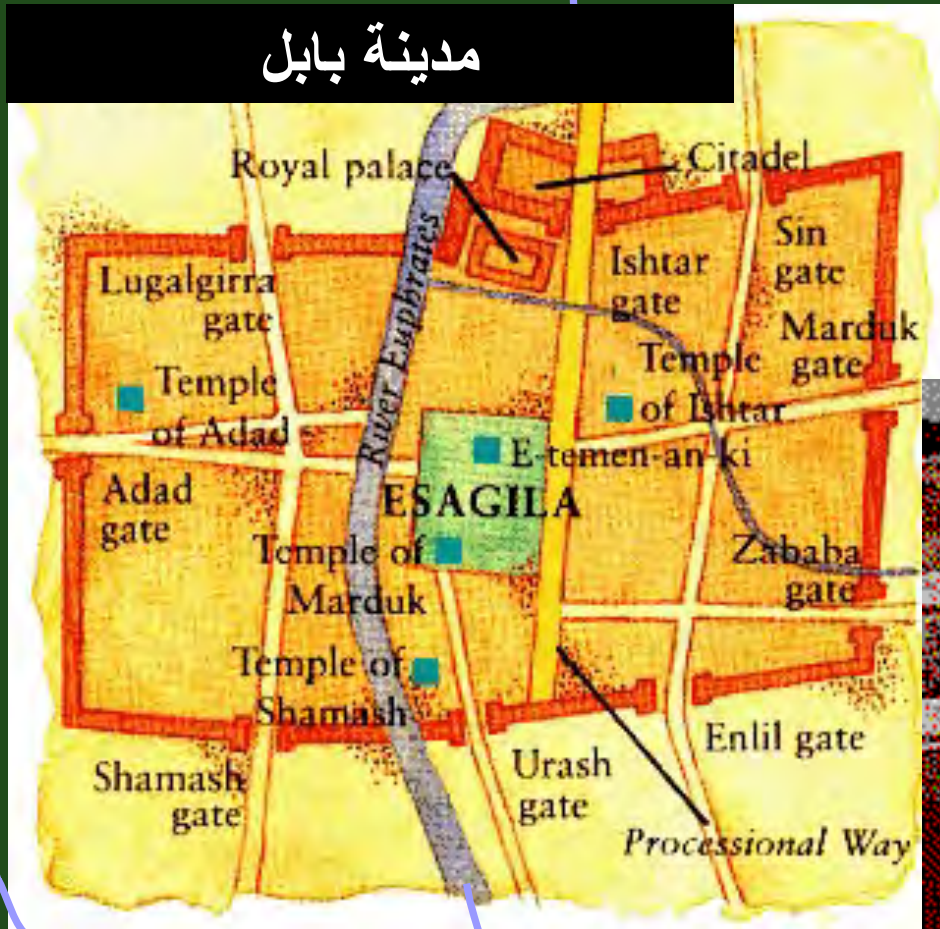 مدينة بابل
Royal palace
Citadel
River Euphrates
Lugalgirra
gate
Ishtar
gate
Sin
gate
Marduk
gate
Temple
of Adad
Temple
of Ishtar
E-temen-an-ki
ESAGILA
Adad
gate
Temple of
Marduk
Zababa
gate
Temple of
Shamash
Shamash
gate
Urash
gate
Enlil gate
Processional Way